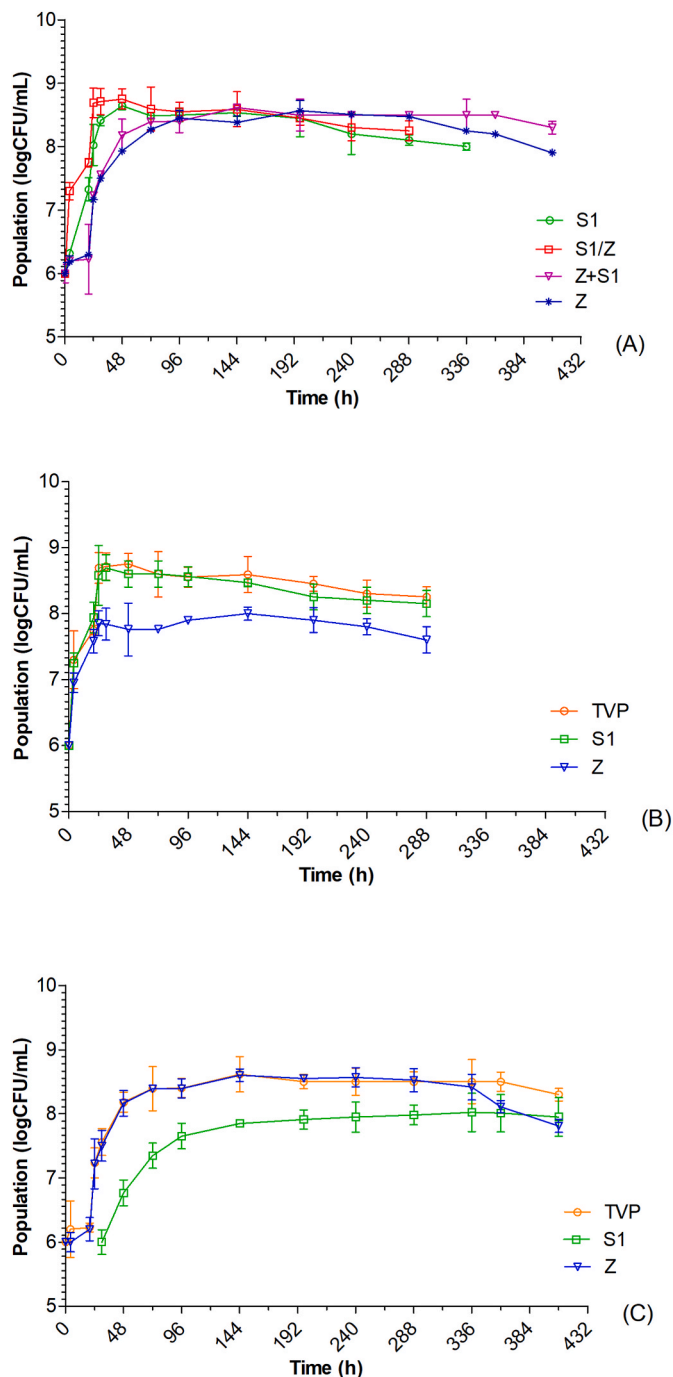 Population (logCFU/mL)
10
9
8
7
6
5
S1
S1/Z
Z+S1
Z
0 48 96 144 192 240 288 336 384 432
Time (h)
(A)
Population (logCFU/mL)
10
9
8
7
6
5
TVP
S1
Z
0 48 96 144 192 240 288 336 384 432
Time (h)
(B)
Population (logCFU/mL)
10
9
8
7
6
5
TVP
S1
Z
0 48 96 144 192 240 288 336 384 432
Time (h)
(C)